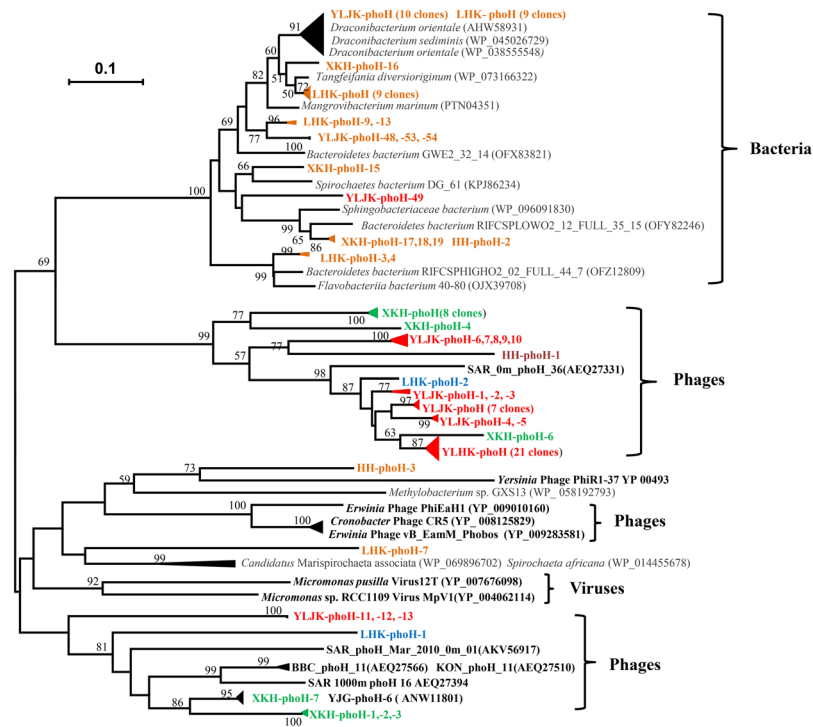 YLJK-phoH (10 clones) LHK- phoH (9 clones)
91
Draconibacterium orientale (AHW58931)
Draconibacterium sediminis (WP_045026729)
Draconibacterium orientale (WP_038555548)
0.1
60
XKH-phoH-16
51
Tangfeifania diversioriginum (WP_073166322)
82
72
50
LHK-phoH (9 clones)
Mangrovibacterium marinum (PTN04351)
96
LHK-phoH-9, -13
69
77
YLJK-phoH-48, -53, -54
100
Bacteroidetes bacterium GWE2_32_14 (OFX83821)
Bacteria
66
XKH-phoH-15
Spirochaetes bacterium DG_61 (KPJ86234)
100
YLJK-phoH-49
Sphingobacteriaceae bacterium (WP_096091830)
99
Bacteroidetes bacterium RIFCSPLOWO2_12_FULL_35_15 (OFY82246)
65
86
XKH-phoH-17,18,19 HH-phoH-2
99
LHK-phoH-3,4
69
99
Bacteroidetes bacterium RIFCSPHIGHO2_02_FULL_44_7 (OFZ12809)
Flavobacteriia bacterium 40-80 (OJX39708)
77
XKH-phoH(8 clones)
100
XKH-phoH-4
99
100
YLJK-phoH-6,7,8,9,10
77
57
HH-phoH-1
98
SAR_0m_phoH_36(AEQ27331)
Phages
LHK-phoH-2
87
77
YLJK-phoH-1, -2, -3
97
YLJK-phoH (7 clones)
99
YLJK-phoH-4, -5
63
XKH-phoH-6
87
YLHK-phoH (21 clones)
73
HH-phoH-3
59
Yersinia Phage PhiR1-37 YP 00493
Methylobacterium sp. GXS13 (WP_ 058192793)
100
Erwinia Phage PhiEaH1 (YP_009010160)
100
Cronobacter Phage CR5 (YP_ 008125829)
Phages
Erwinia Phage vB_EamM_Phobos (YP_009283581)
LHK-phoH-7
99
Candidatus Marispirochaeta associata (WP_069896702) Spirochaeta africana (WP_014455678)
92
Micromonas pusilla Virus12T (YP_007676098)
Viruses
Micromonas sp. RCC1109 Virus MpV1(YP_004062114)
100
YLJK-phoH-11, -12, -13
LHK-phoH-1
81
SAR_phoH_Mar_2010_0m_01(AKV56917)
99
BBC_phoH_11(AEQ27566) KON_phoH_11(AEQ27510)
Phages
99
SAR 1000m phoH 16 AEQ27394
95
XKH-phoH-7 YJG-phoH-6 ( ANW11801)
86
XKH-phoH-1,-2,-3
100